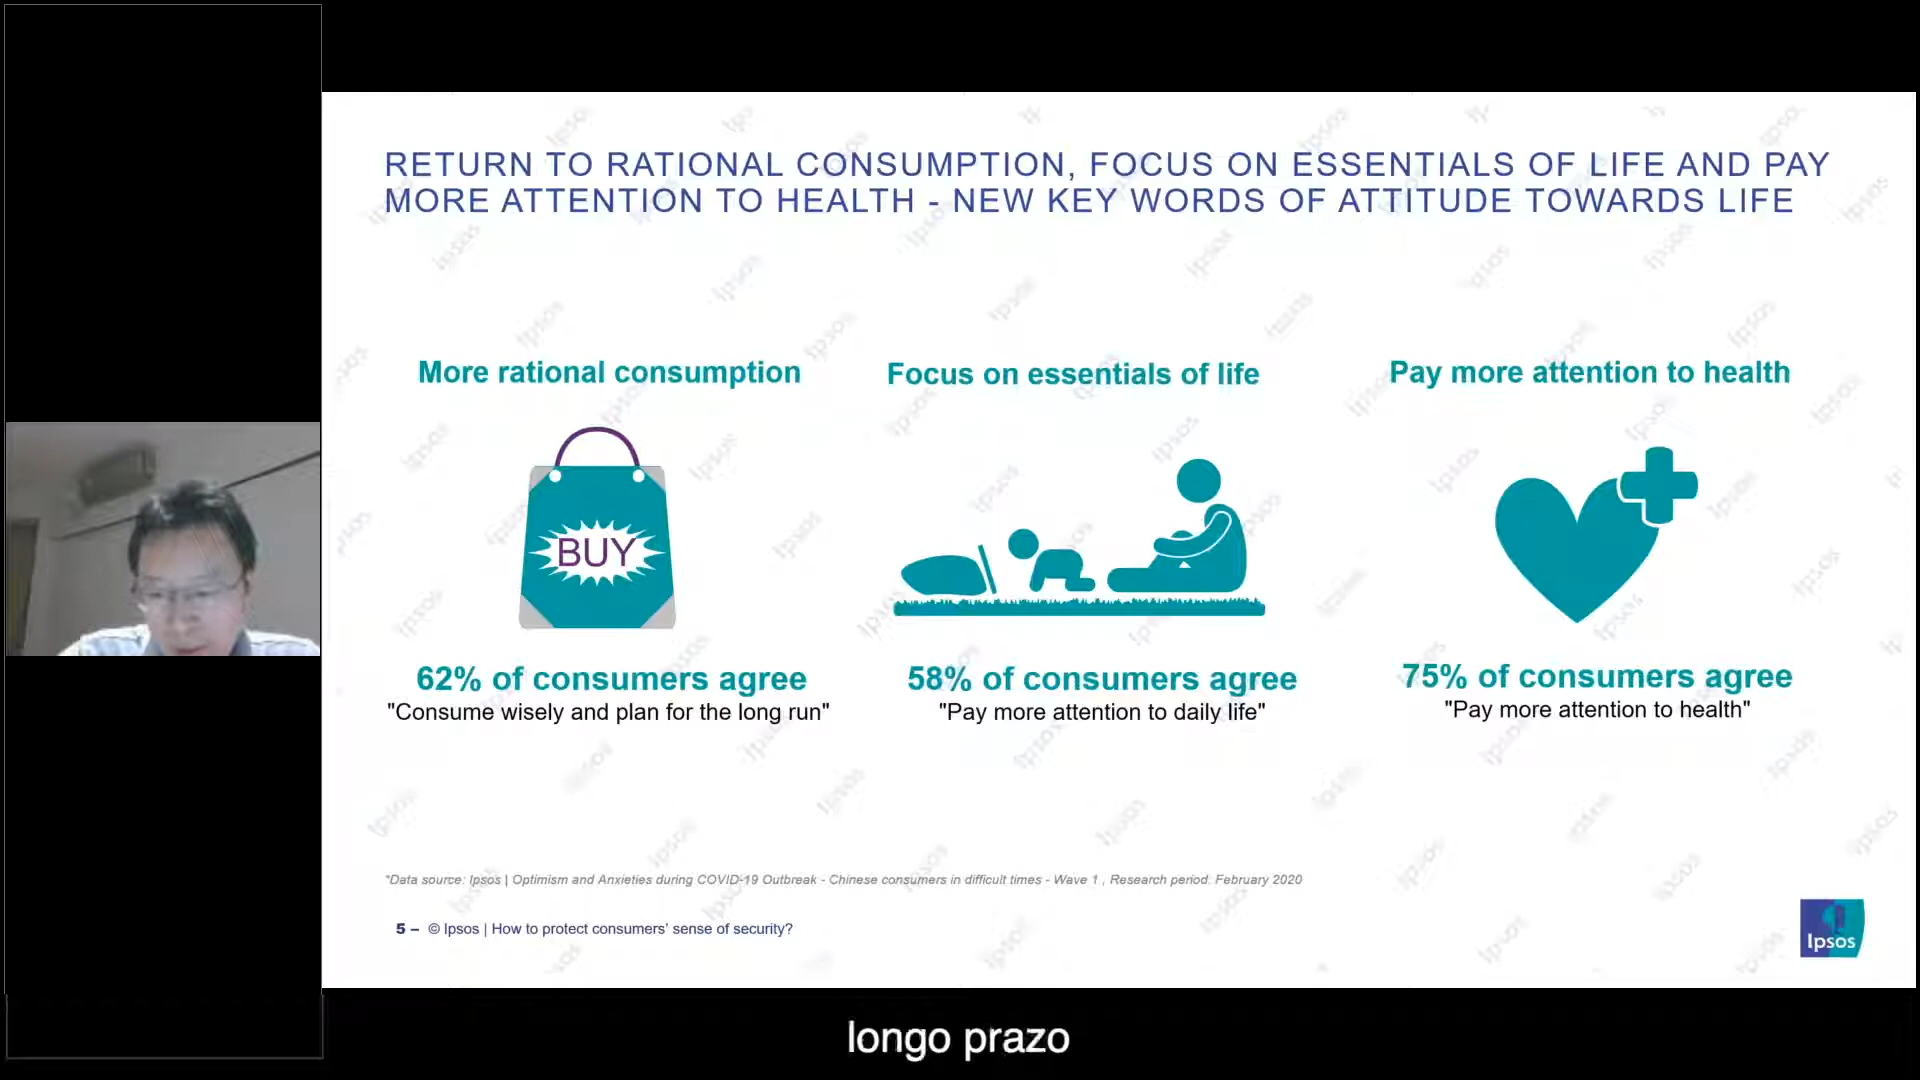 RETURN TO RATIONAL CONSUMPTION, FOCUS ON ESSENTIALS OF LIFE AND PAY
MORE ATTENTION TO HEALTH - NEW KEY WORDS OF ATTITUDE TOWARDS LIFE
More rational consumption
Focus on essentials of life
Pay more attention to health
BUY
62% of consumers agree
"Consume wisely and plan for the long run"
58% of consumers agree
"Pay more attention to daily life"
75% of consumers agree
"Pay more attention to health"
*Data source: Ipsos | Optimism and Anxieties during COVID-19 Outbreak - Chinese consumers in difficult times - Wave 1 , Research period: February 2020
5 – © Ipsos | How to protect consumers' sense of security?
Ipsos
longo prazo